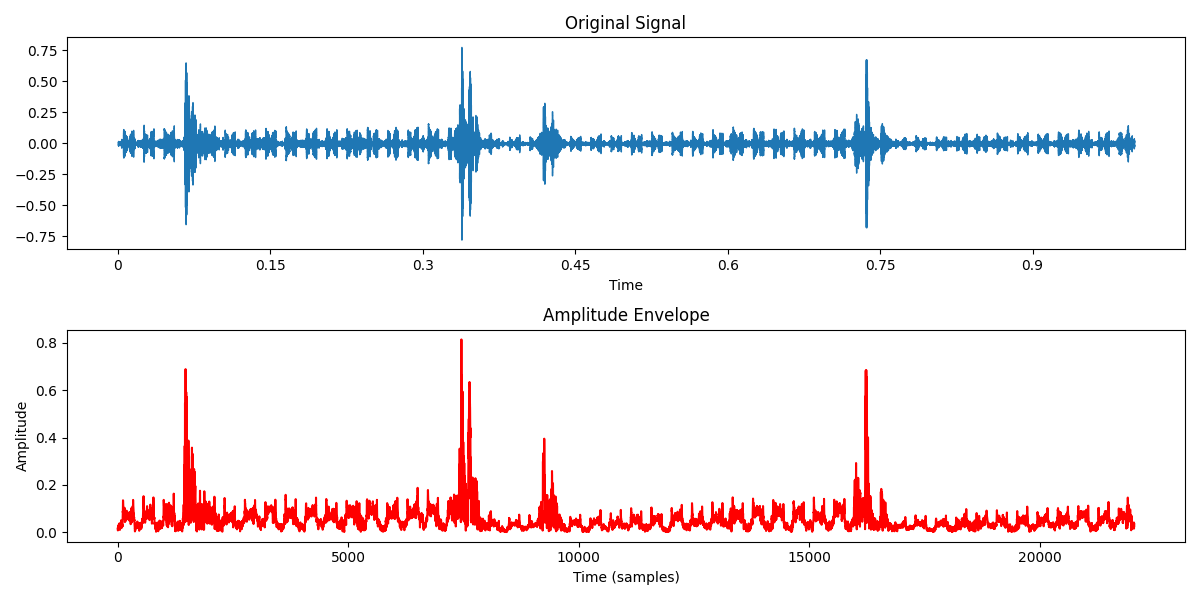 Original Signal
0.75
0.50
0.25
0.00
−0.25
−0.50
−0.75
0 0.15 0.3 0.45 0.6 0.75 0.9
Time
Amplitude Envelope
Amplitude
0.8
0.6
0.4
0.2
0.0
0 5000 10000 15000 20000
Time (samples)